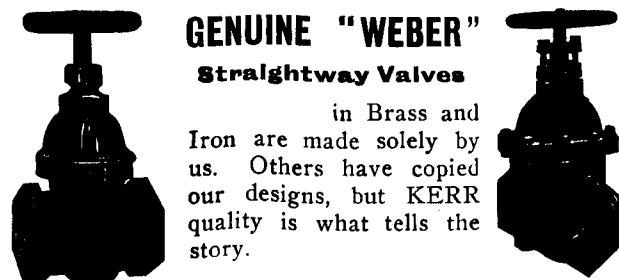 GENUINE "WEBER"
Straightway Valves
in Brass and
Iron are made solely by
us. Others have copied
our designs, but KERR
quality is what tells the
story.